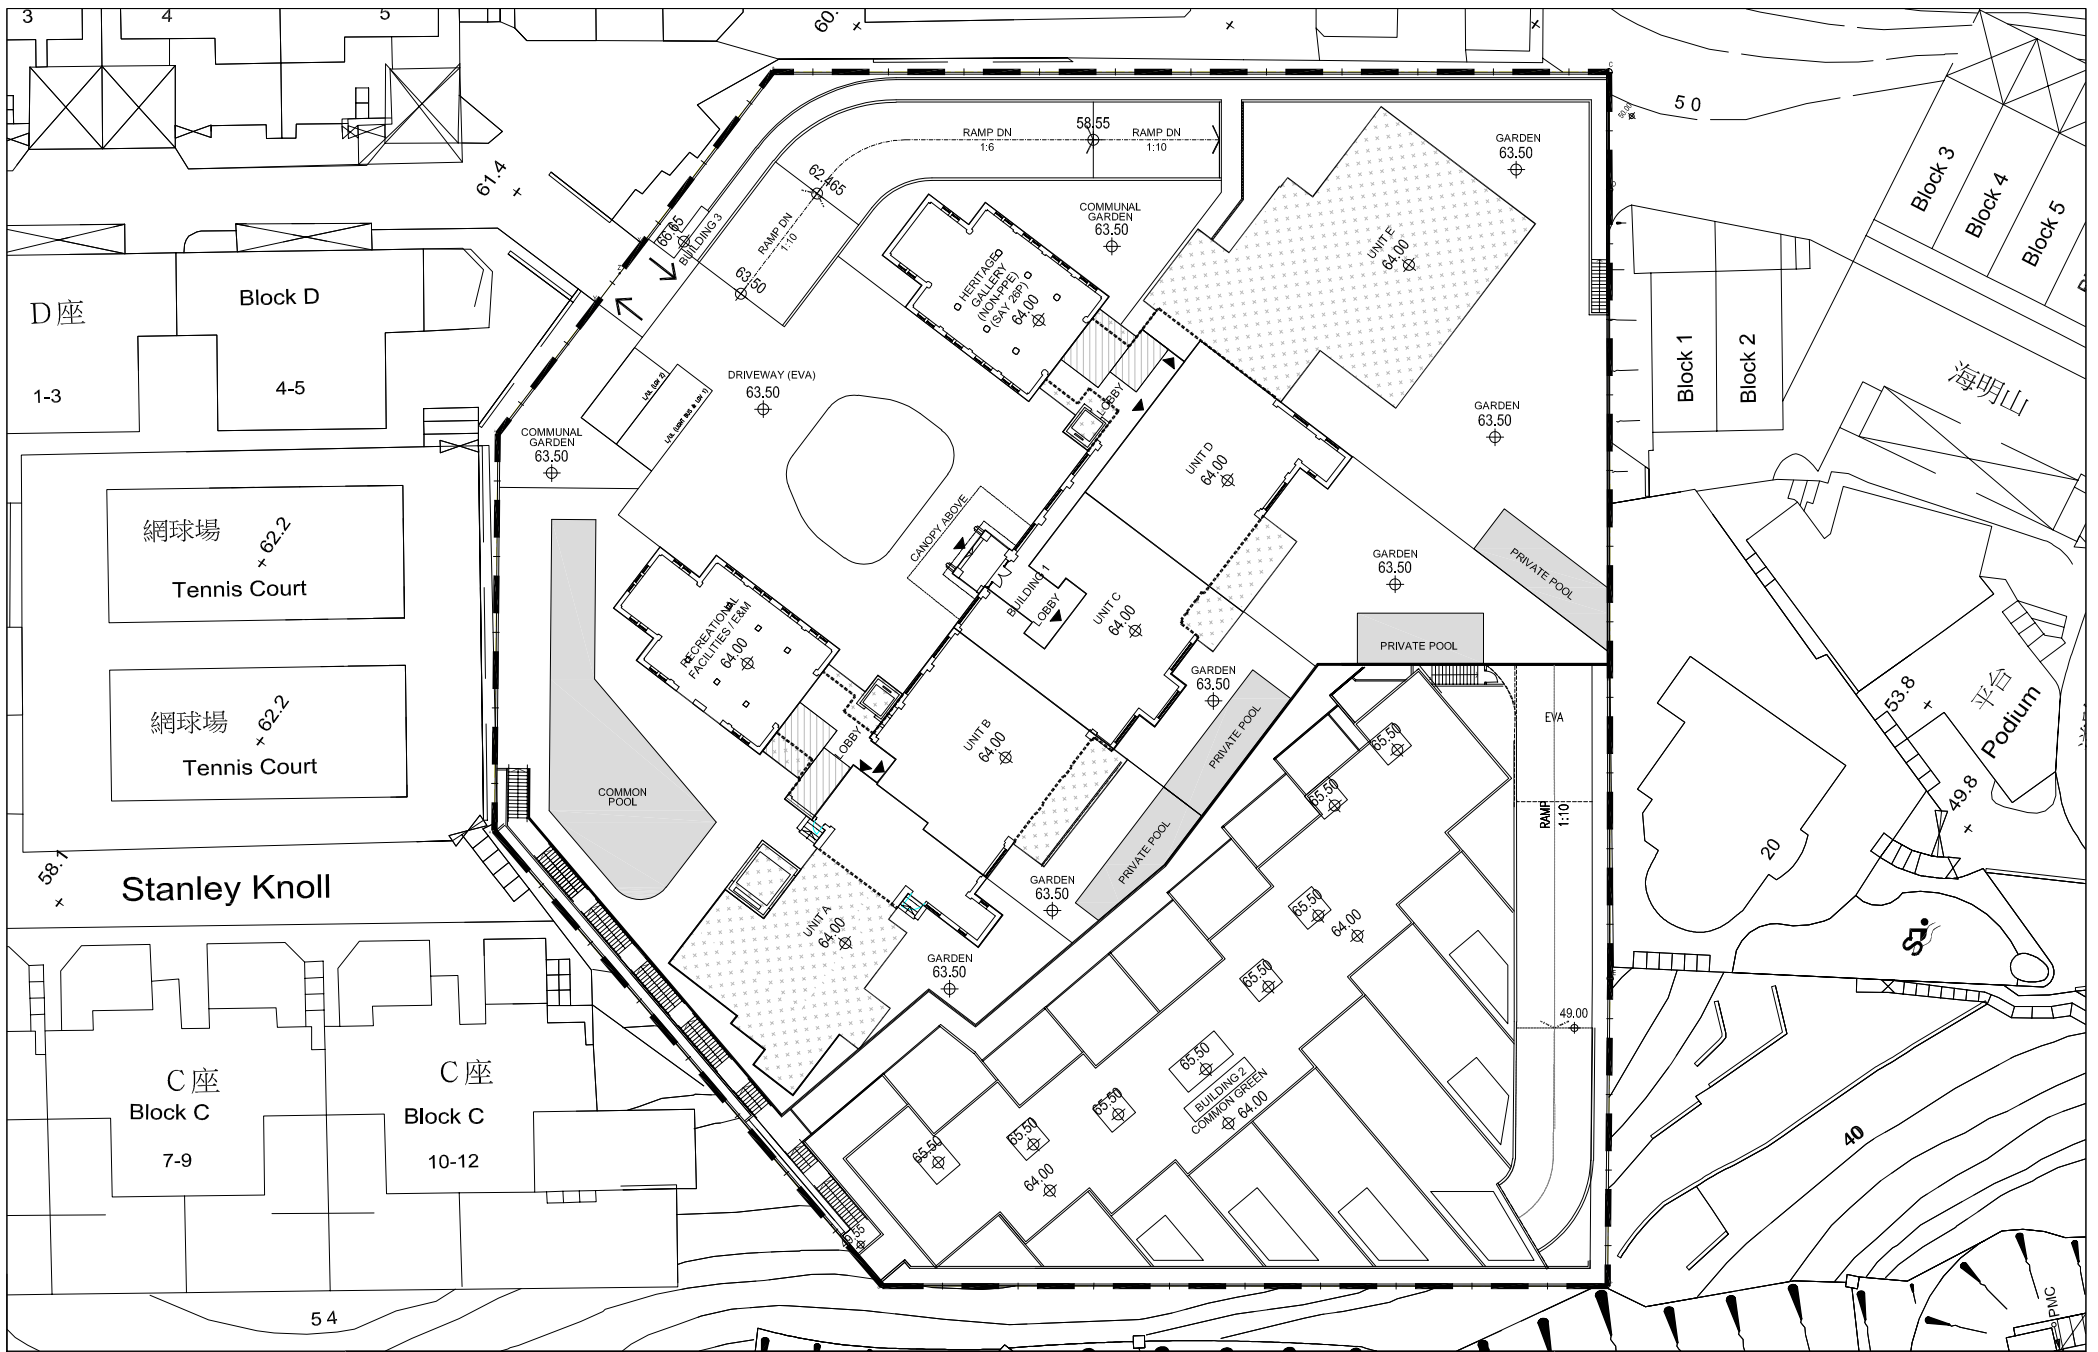 3
4
5
60.
61.4
50
50.00
58.55
RAMP DN
1:6
RAMP DN
1:10
62.465
RAMP DN
1:10
63.50
66.65
BUILDING 3
COMMUNAL
GARDEN
63.50
GARDEN
63.50
UNIT E
64.00
HERITAGE
GALLERY
(NON-PPE)
(SAY 26P)
64.00
LOBBY
DRIVEWAY (EVA)
63.50
L/UL (LGV 2)
COMMUNAL
GARDEN
63.50
GARDEN
63.50
UNIT D
64.00
CANOPY ABOVE
BUILDING 1
LOBBY
UNIT C
64.00
GARDEN
63.50
PRIVATE POOL
PRIVATE POOL
GARDEN
63.50
PRIVATE POOL
PRIVATE POOL
RECREATIONAL
FACILITIES / E&M
64.00
LOBBY
UNIT B
64.00
COMMON
POOL
UNIT A
64.00
GARDEN
63.50
GARDEN
63.50
EVA
RAMP
1:10
49.00
65.50
65.50
65.50
64.00
65.50
65.50
BUILDING 2
COMMON GREEN
64.00
65.50
65.50
65.50
64.00
49.55
D座
Block D
1-3
4-5
網球場
62.2
Tennis Court
網球場
62.2
Tennis Court
58.1
Stanley Knoll
C座
Block C
7-9
C座
Block C
10-12
54
Block 3
Block 4
Block 5
Block 1
Block 2
海明山
53.8
平台
Podium
49.8
20
40
PMC